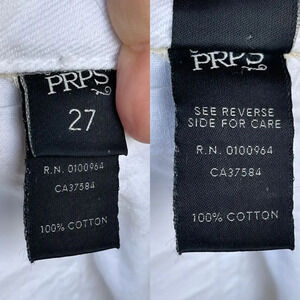 PRPS
27
R.N. 0100964
CA37584
100% COTTON
PRPS
SEE REVERSE
SIDE FOR CARE
R.N. 0100964
CA37584
100% COTTON